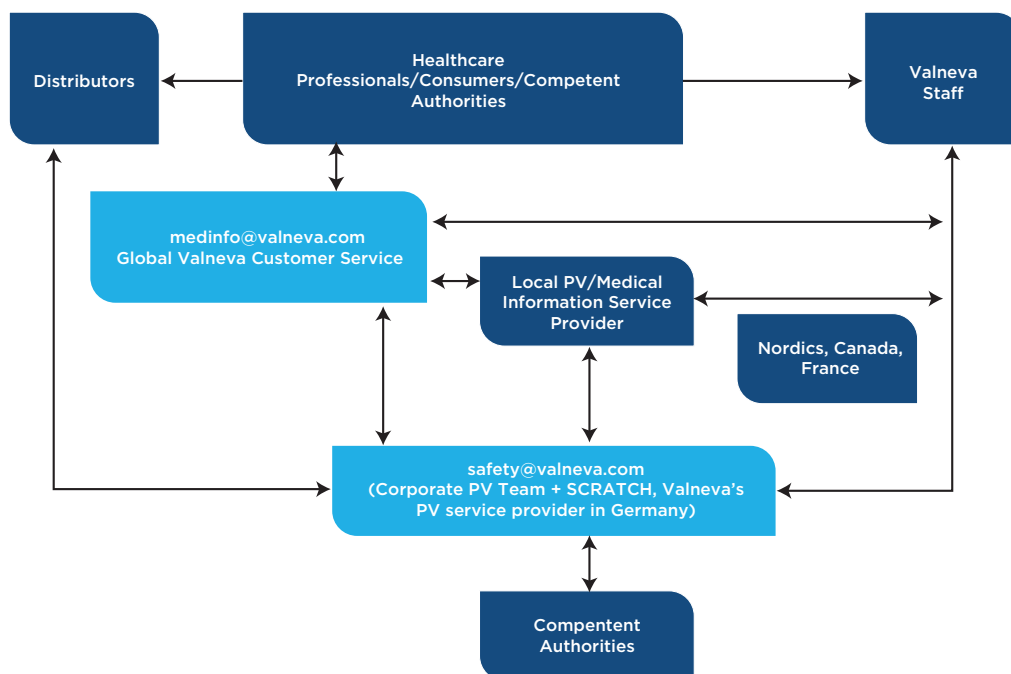 Distributors
Healthcare
Professionals/Consumers/Competent
Authorities
Valneva
Staff
medinfo@valneva.com
Global Valneva Customer Service
Local PV/Medical
Information Service
Provider
Nordics, Canada,
France
safety@valneva.com
(Corporate PV Team + SCRATCH, Valneva’s
PV service provider in Germany)
Compentent
Authorities